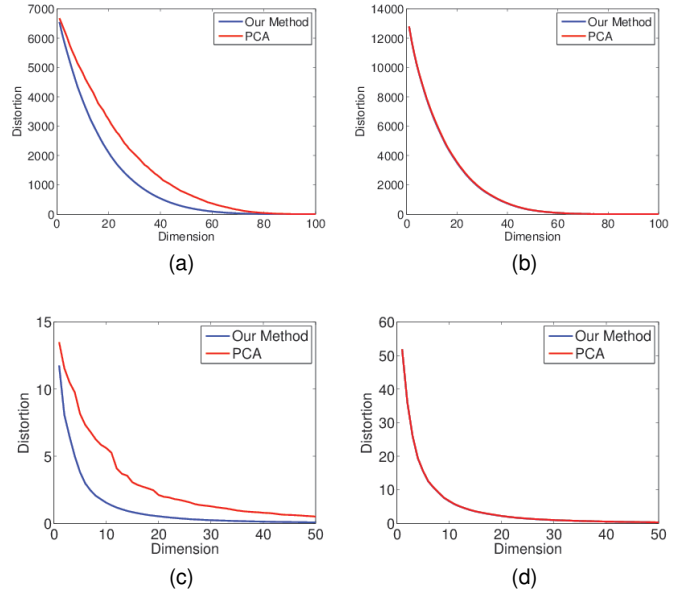 7000
6000
5000
4000
3000
2000
1000
0
Distortion
Our Method
PCA
0 20 40 60 80 100
Dimension
(a)
14000
12000
10000
8000
6000
4000
2000
0
Distortion
Our Method
PCA
0 20 40 60 80 100
Dimension
(b)
15
10
5
0
Distortion
Our Method
PCA
0 10 20 30 40 50
Dimension
(c)
60
50
40
30
20
10
0
Distortion
Our Method
PCA
0 10 20 30 40 50
Dimension
(d)